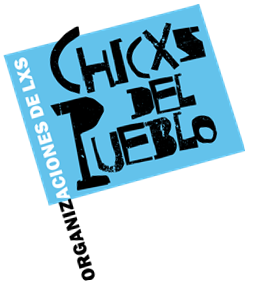 ORGANIZACIONES DE LXS
CHICXS
DEL
PUEBLO